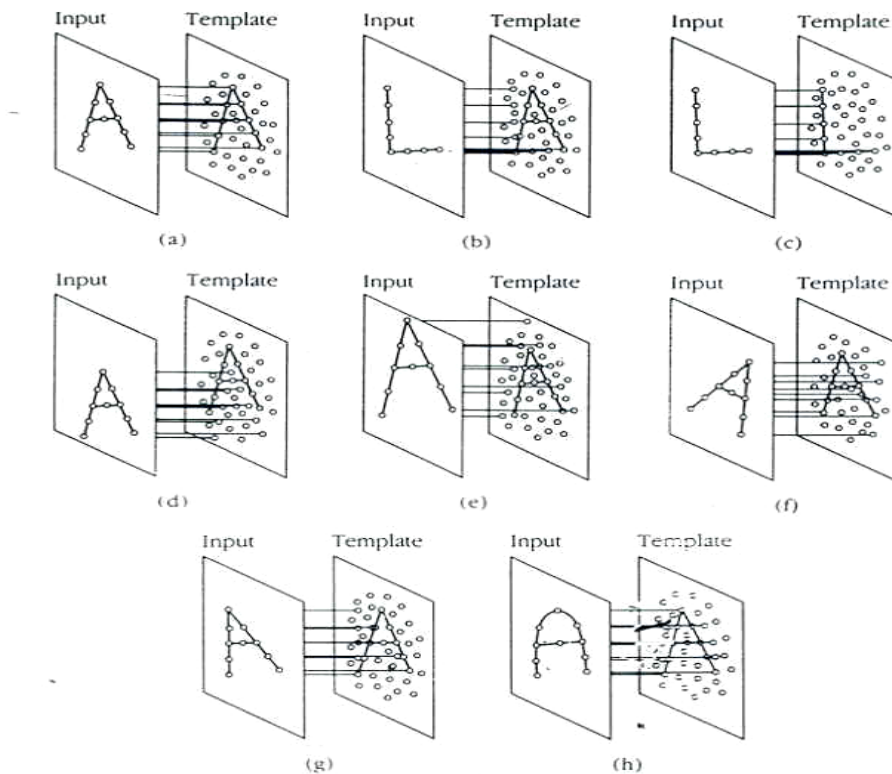 Input Template Input Template Input Template
(a) (b) (c)
Input Template Input Template Input Template
(d) (e) (f)
Input Template Input Template
(g) (h)